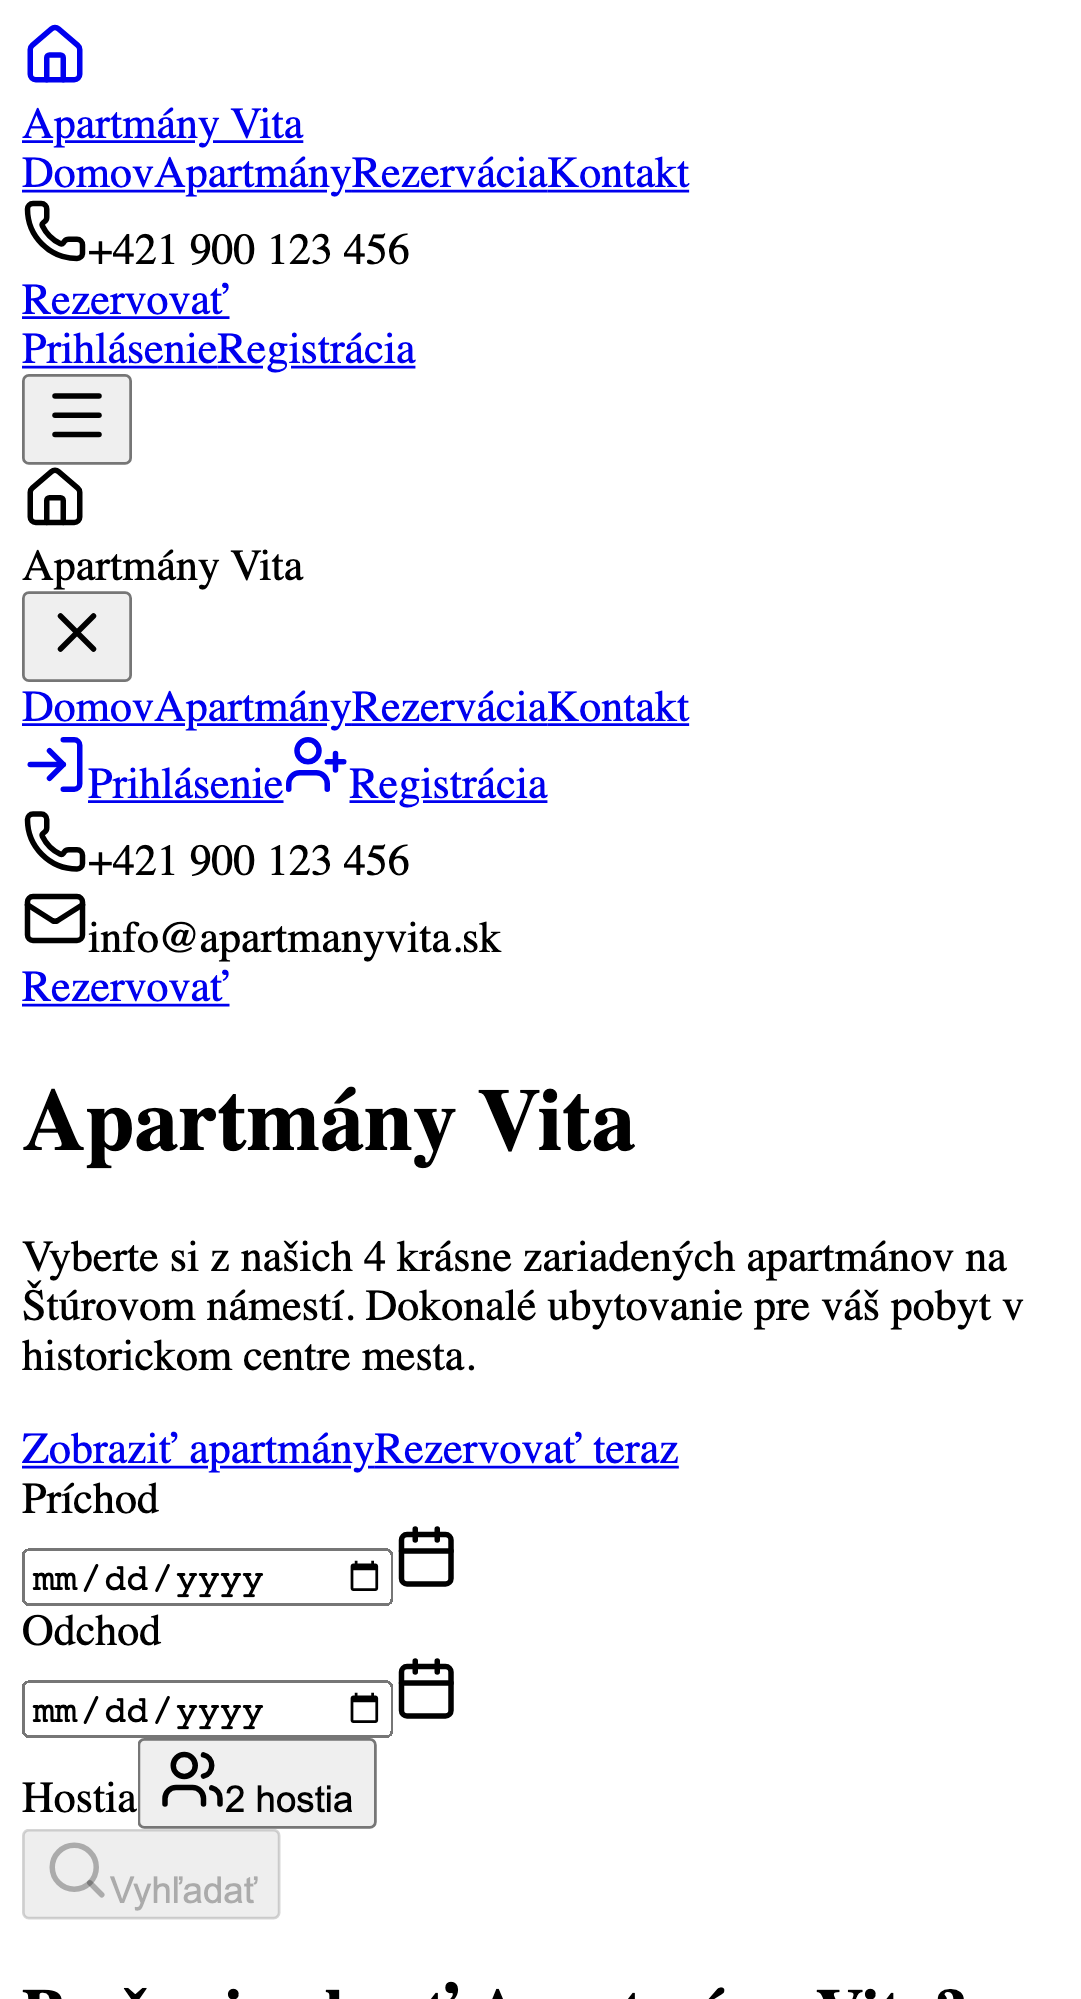 Apartmány Vita
DomovApartmányRezerváciaKontakt
+421 900 123 456
Rezervovať
PrihlásenieRegistrácia
Apartmány Vita
DomovApartmányRezerváciaKontakt
Prihlásenie Registrácia
+421 900 123 456
info@apartmanyvita.sk
Rezervovať
Apartmány Vita
Vyberte si z našich 4 krásne zariadených apartmánov na
Štúrovom námestí. Dokonalé ubytovanie pre váš pobyt v
historickom centre mesta.
Zobraziť apartmányRezervovať teraz
Príchod
mm/dd/yyyy
Odchod
mm/dd/yyyy
Hostia 2 hostia
Vyhľadať